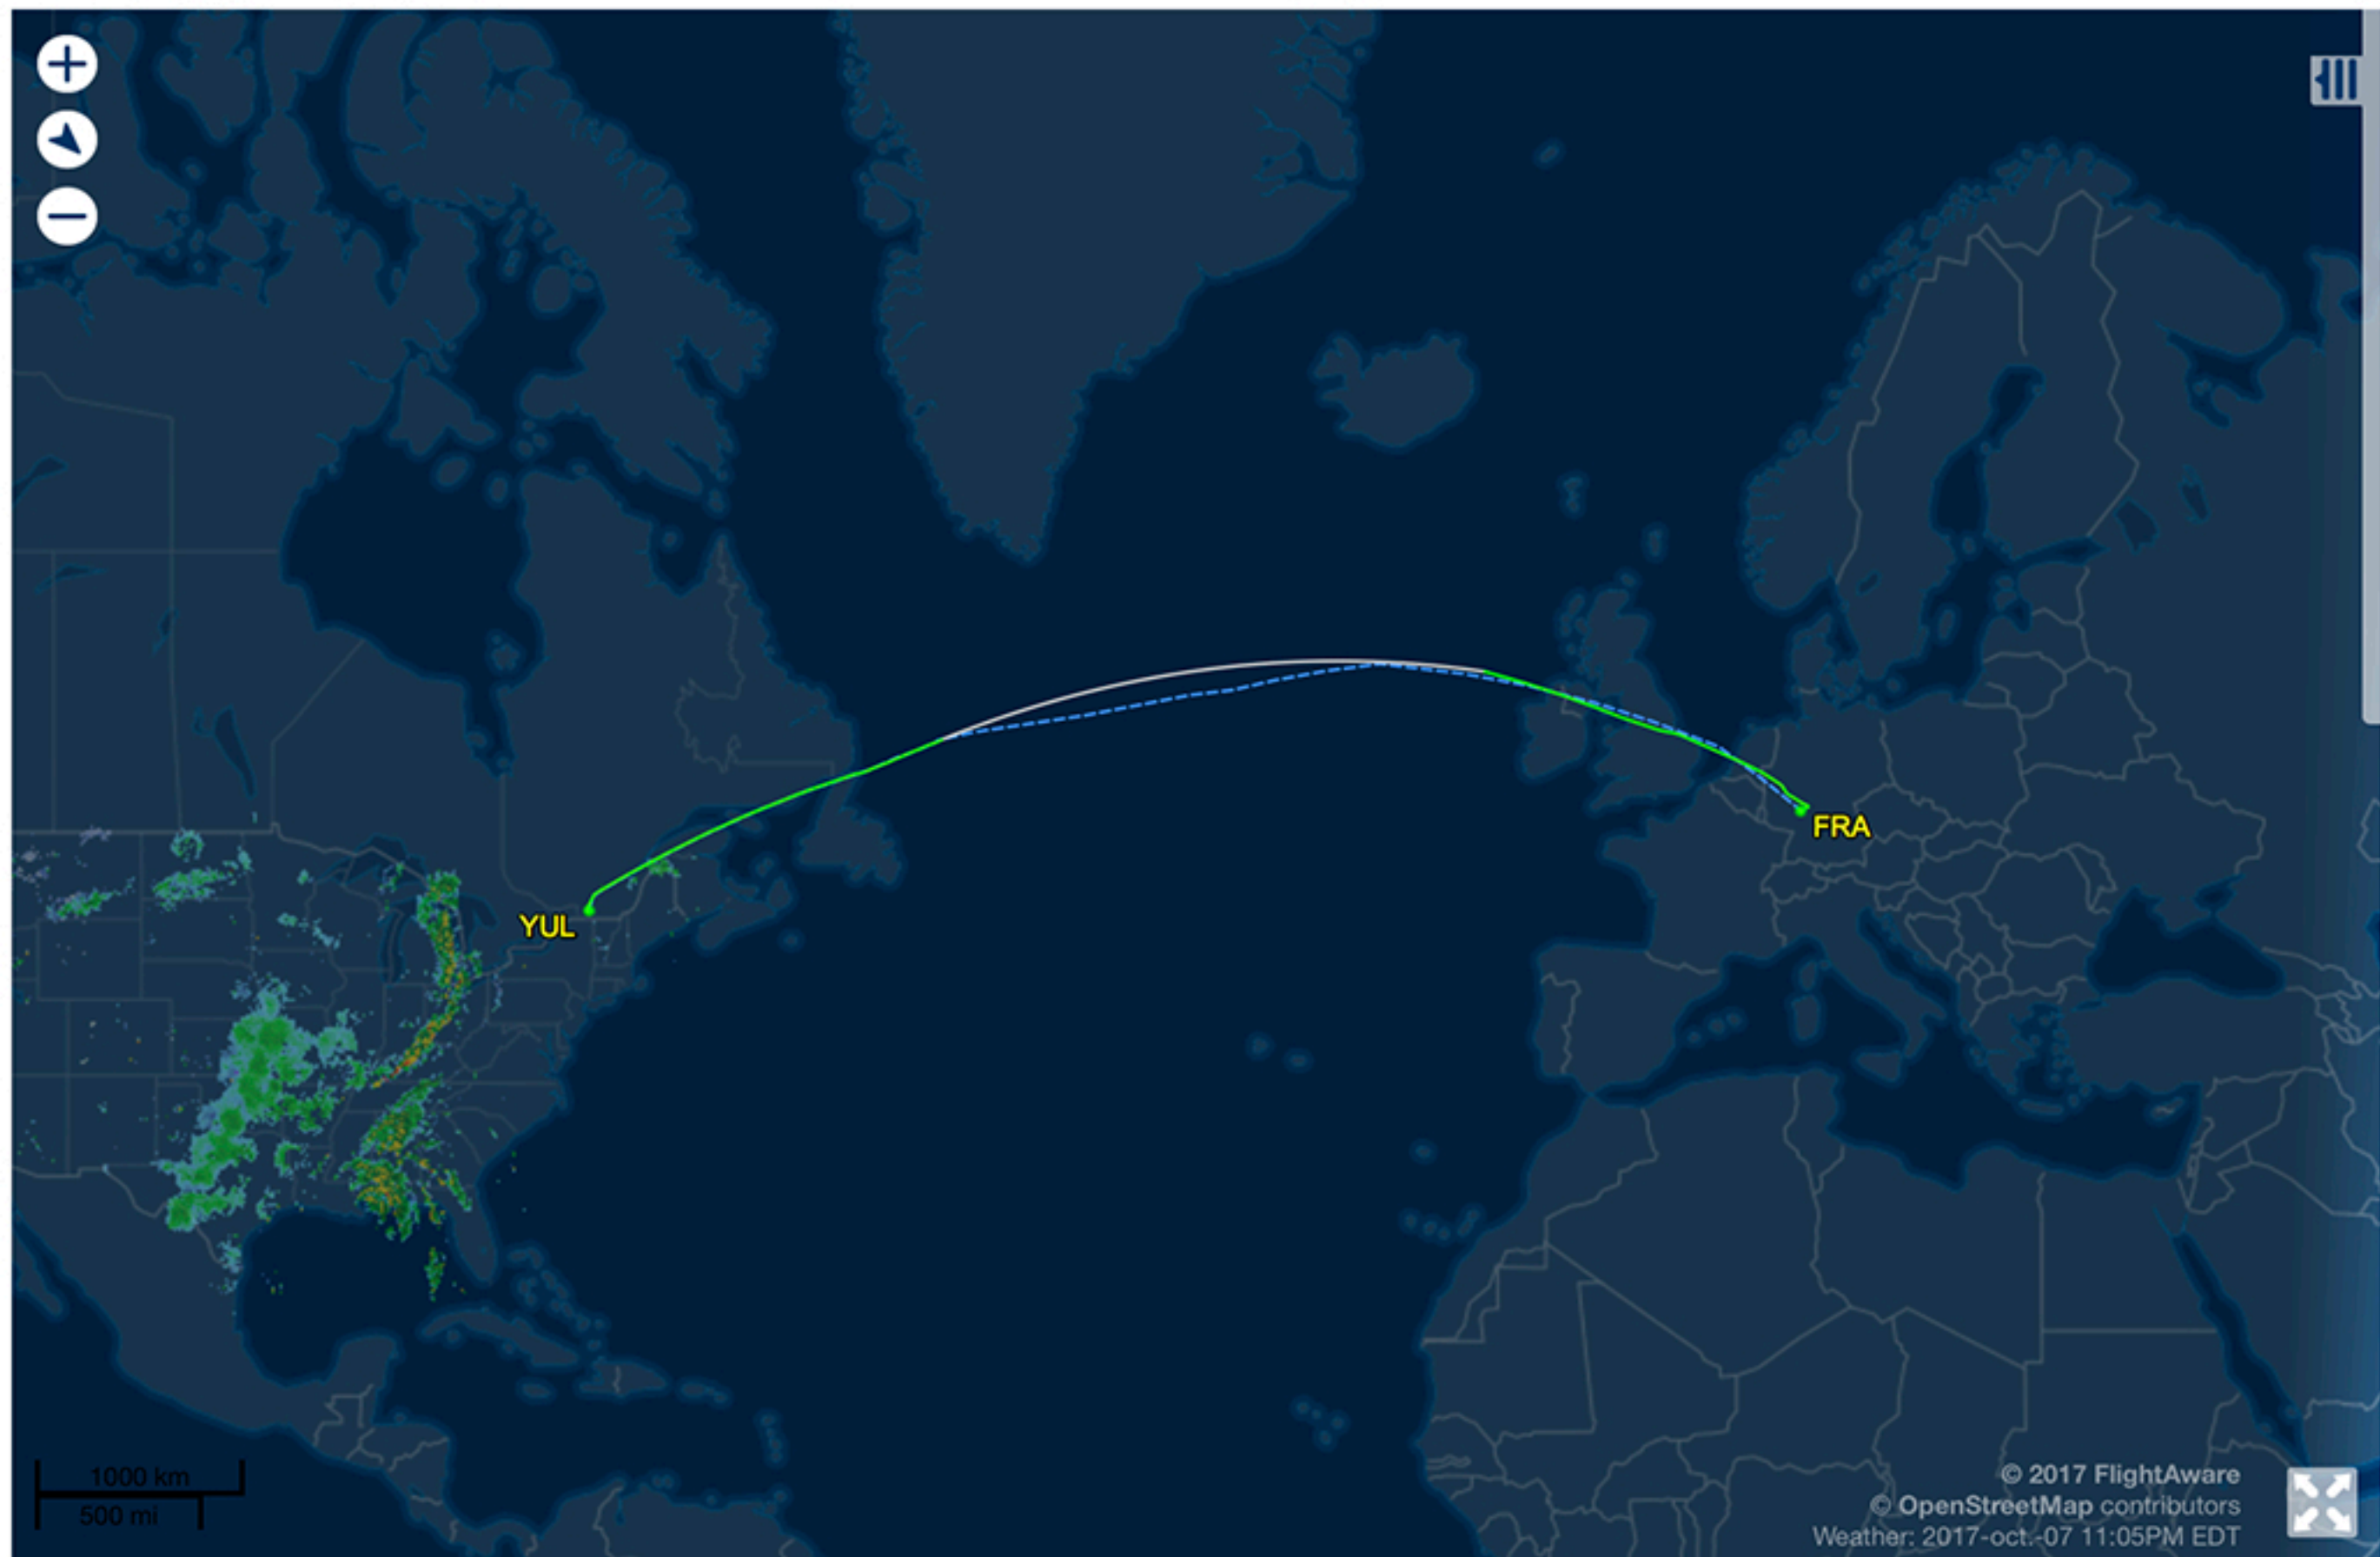 YUL
FRA
1000 km
500 mi
© 2017 FlightAware
© OpenStreetMap contributors
Weather: 2017-oct.-07 11:05PM EDT